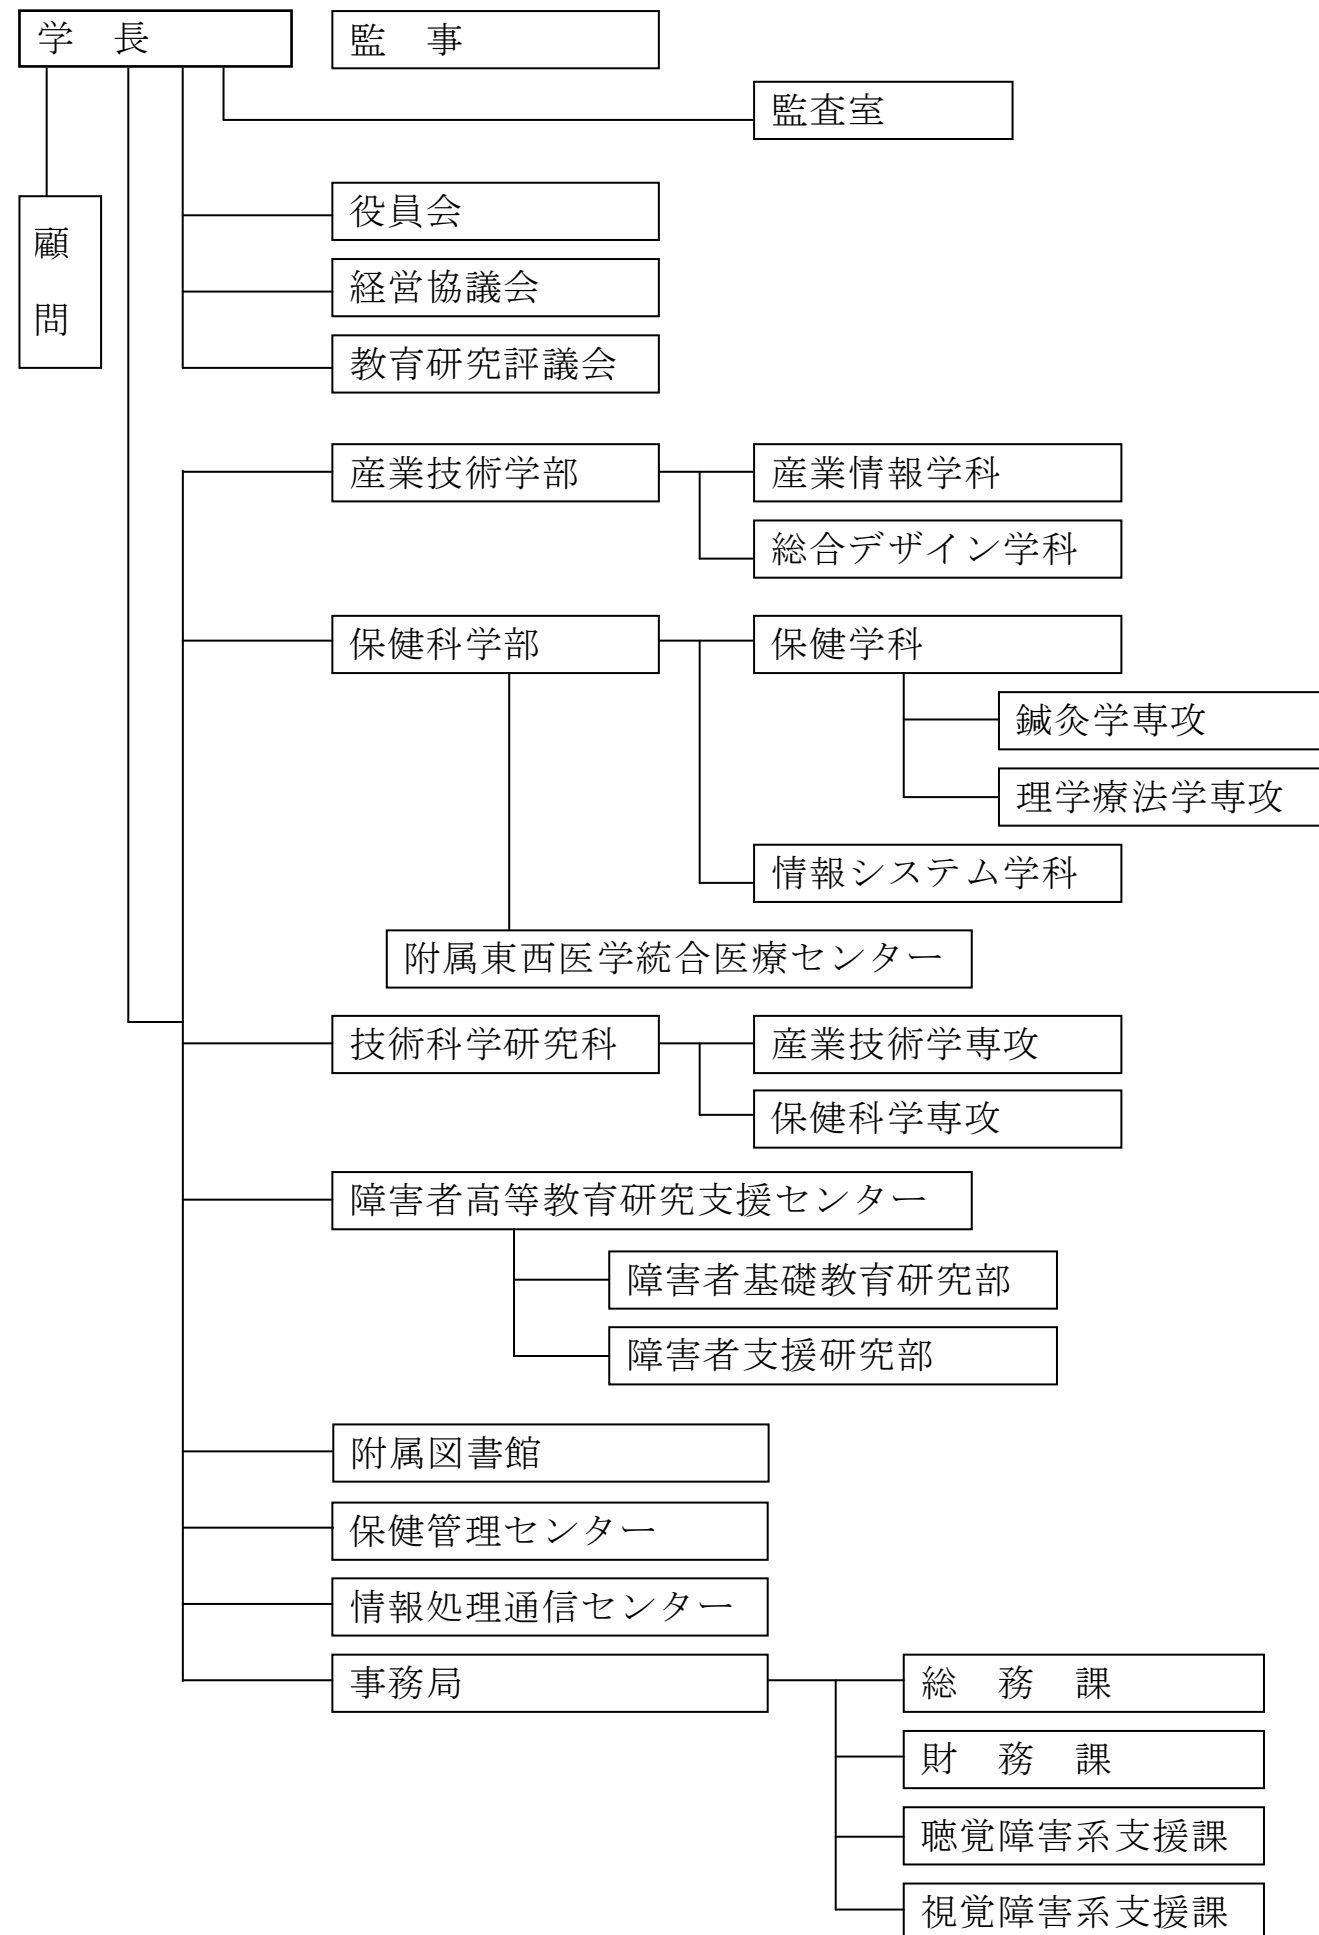 学　長
監　事
監査室
顧問
役員会
経営協議会
教育研究評議会
産業技術学部
産業情報学科
総合デザイン学科
保健科学部
保健学科
鍼灸学専攻
理学療法学専攻
情報システム学科
附属東西医学統合医療センター
技術科学研究科
産業技術学専攻
保健科学専攻
障害者高等教育研究支援センター
障害者基礎教育研究部
障害者支援研究部
附属図書館
保健管理センター
情報処理通信センター
事務局
総　務　課
財　務　課
聴覚障害系支援課
視覚障害系支援課